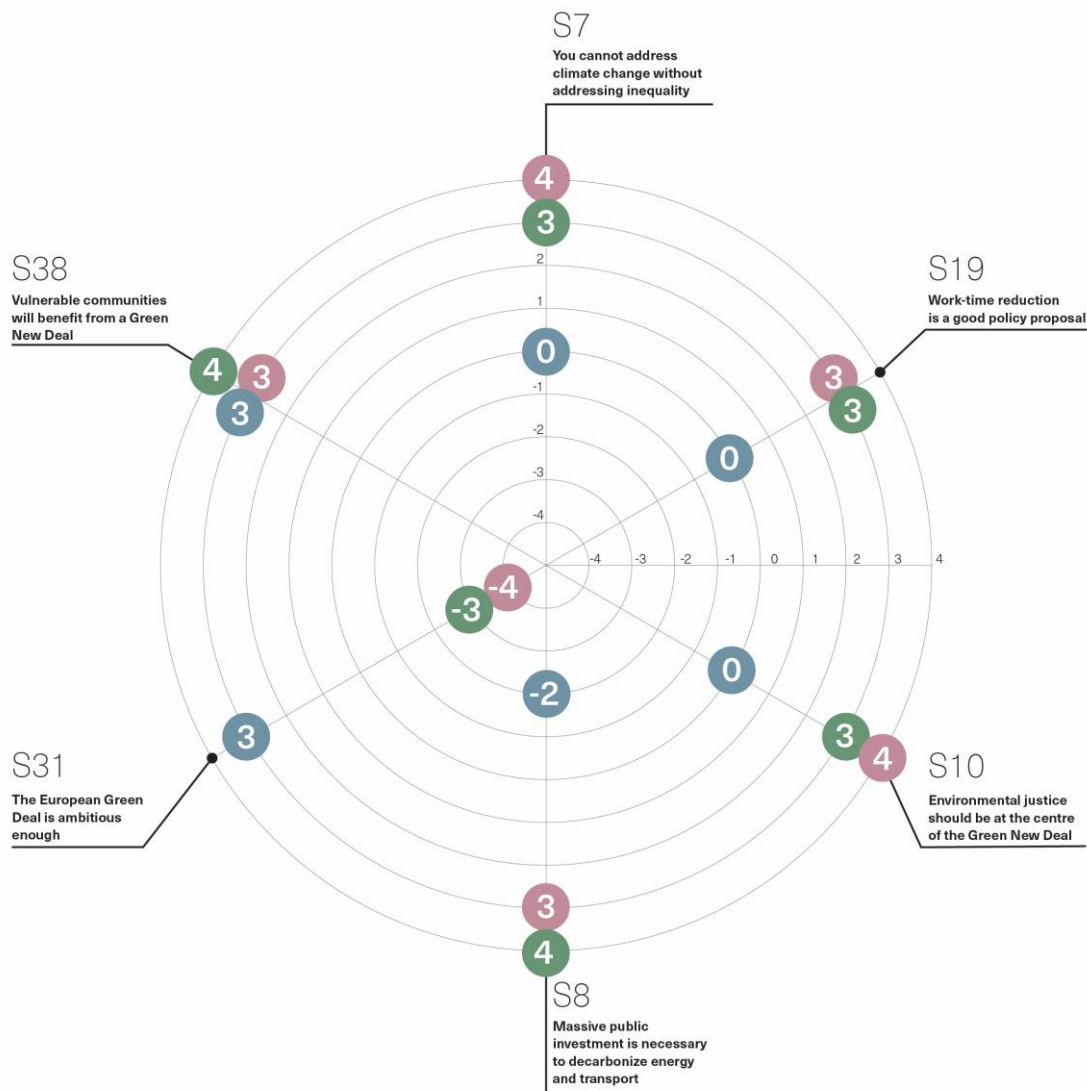 S7
You cannot address
climate change without
addressing inequality
4
3
2
1
0
-1
-2
-3
-4
S38
Vulnerable communities
will benefit from a Green
New Deal
4
3
3
S19
Work-time reduction
is a good policy proposal
3
3
0
-4 -3 -2 -1 0 1 2 3 4
-4
-3
-2
0
3
S31
The European Green
Deal is ambitious
enough
3
4
S10
Environmental justice
should be at the centre
of the Green New Deal
3
4
S8
Massive public
investment is necessary
to decarbonize energy
and transport